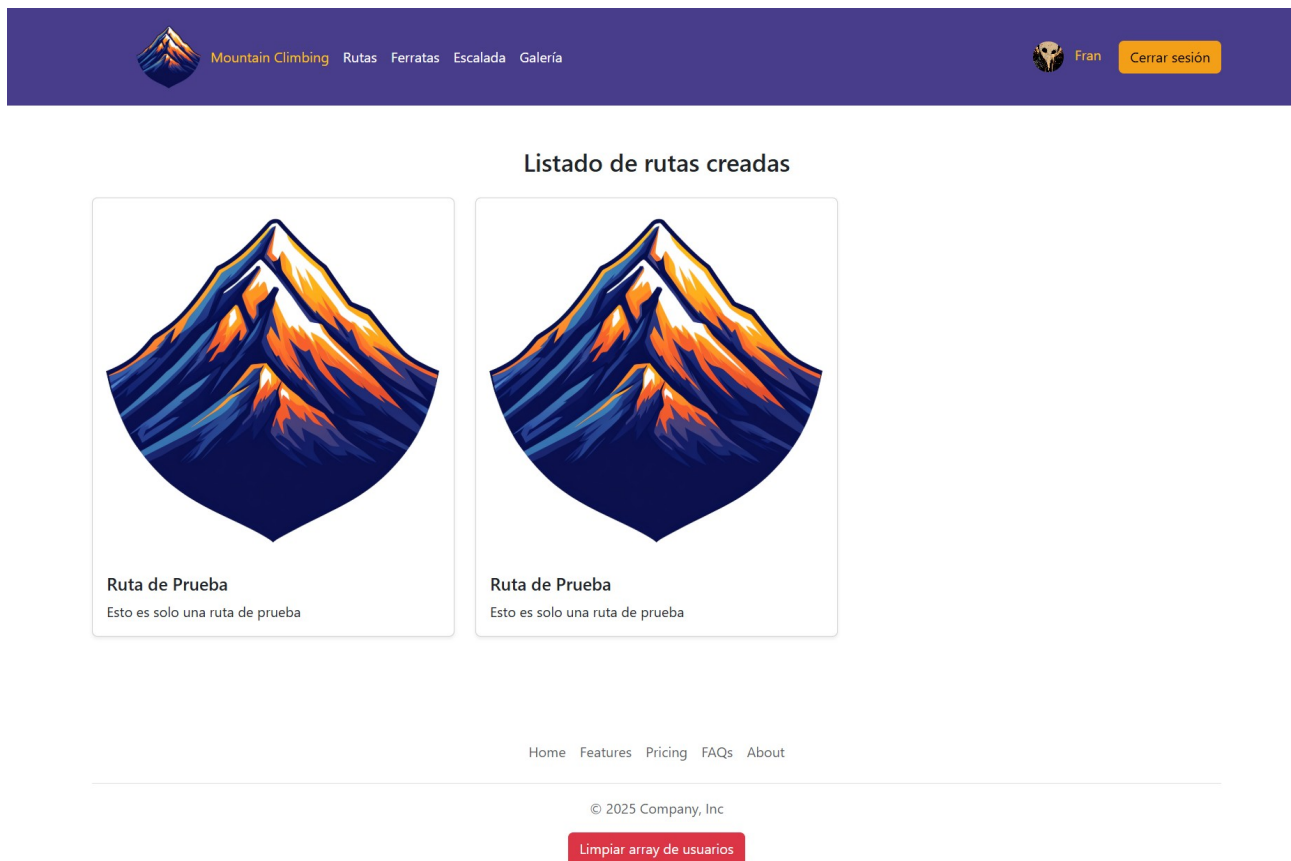 Mountain Climbing Rutas Ferratas Escalada Galería Fran Cerrar sesión
Listado de rutas creadas
Ruta de Prueba
Esto es solo una ruta de prueba
Ruta de Prueba
Esto es solo una ruta de prueba
Home Features Pricing FAQs About
© 2025 Company, Inc
Limpiar array de usuarios